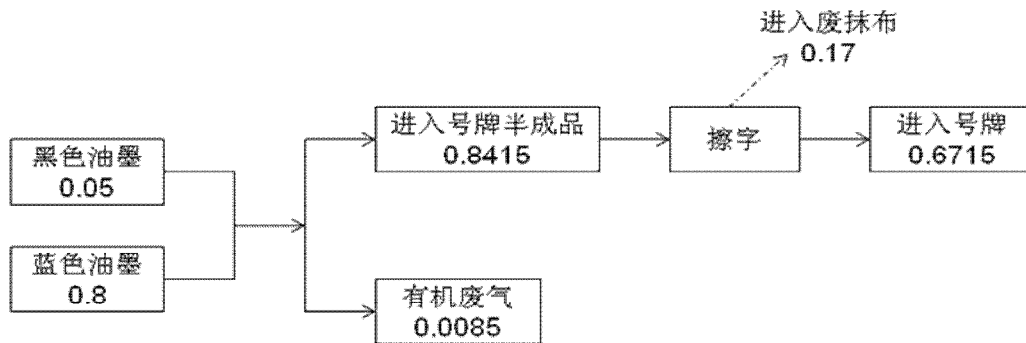 进入废抹布
0.17
黑色油墨
0.05
蓝色油墨
0.8
进入号牌半成品
0.8415
擦字
进入号牌
0.6715
有机废气
0.0085